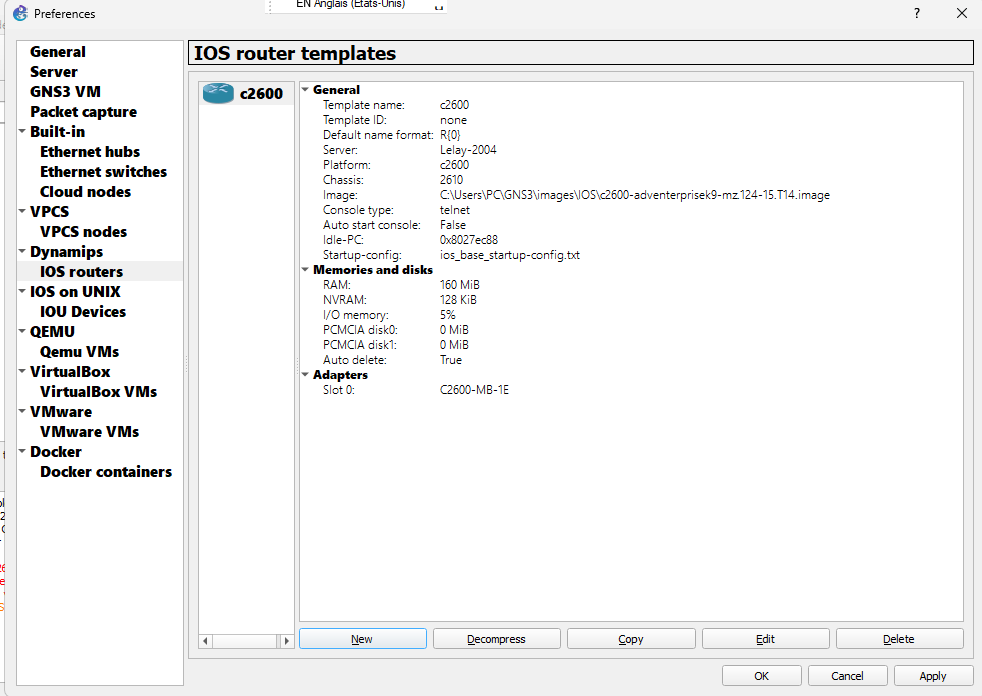 EN Anglais (États-Unis)
Preferences
?
General
Server
GNS3 VM
Packet capture
Built-in
Ethernet hubs
Ethernet switches
Cloud nodes
VPCS
VPCS nodes
Dynamips
IOS routers
IOS on UNIX
IOU Devices
QEMU
Qemu VMs
VirtualBox
VirtualBox VMs
VMware
VMware VMs
Docker
Docker containers
IOS router templates
c2600
General
Template name: c2600
Template ID: none
Default name format: R{0}
Server: Lelay-2004
Platform: c2600
Chassis: 2610
Image: C:\Users\PC\GNS3\images\IOS\c2600-adventerprisek9-mz.124-15.T14.image
Console type: telnet
Auto start console: False
Idle-PC: 0x8027ec88
Startup-config: ios_base_startup-config.txt
Memories and disks
RAM: 160 MiB
NVRAM: 128 KiB
I/O memory: 5%
PCMCIA disk0: 0 MiB
PCMCIA disk1: 0 MiB
Auto delete: True
Adapters
Slot 0: C2600-MB-1E
New Decompress Copy Edit Delete
OK Cancel Apply